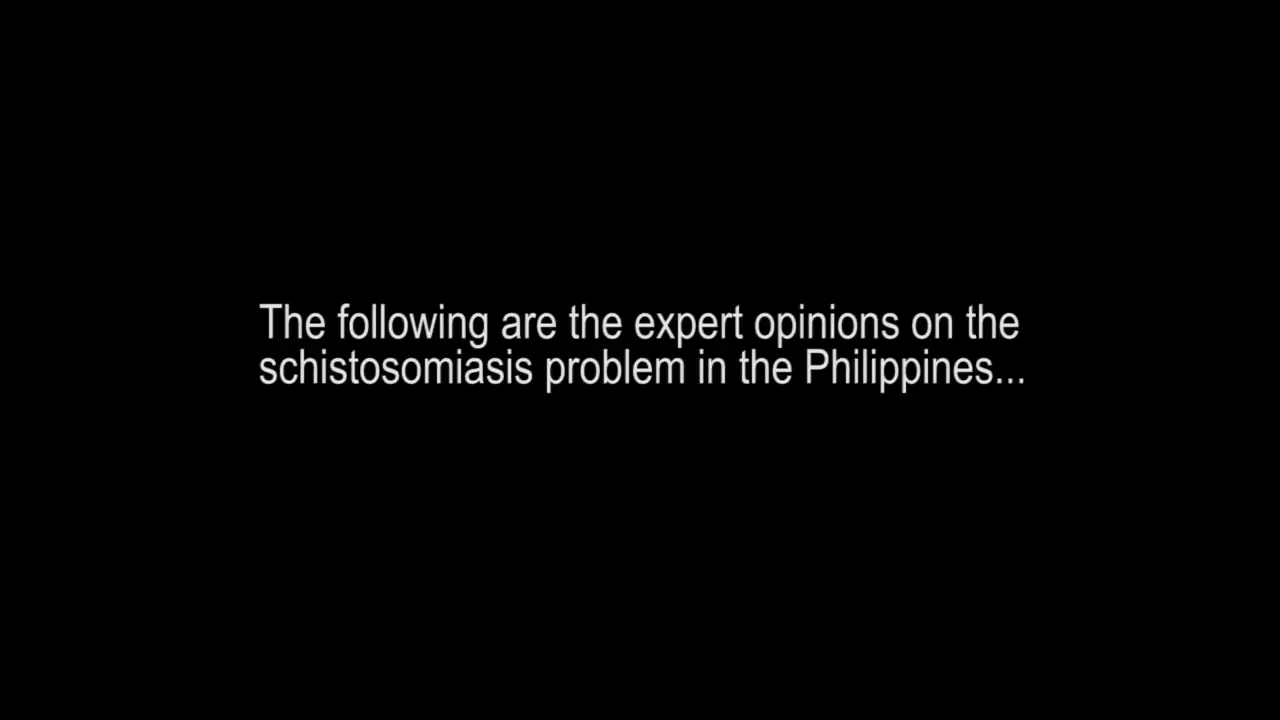 The following are the expert opinions on the
schistosomiasis problem in the Philippines...